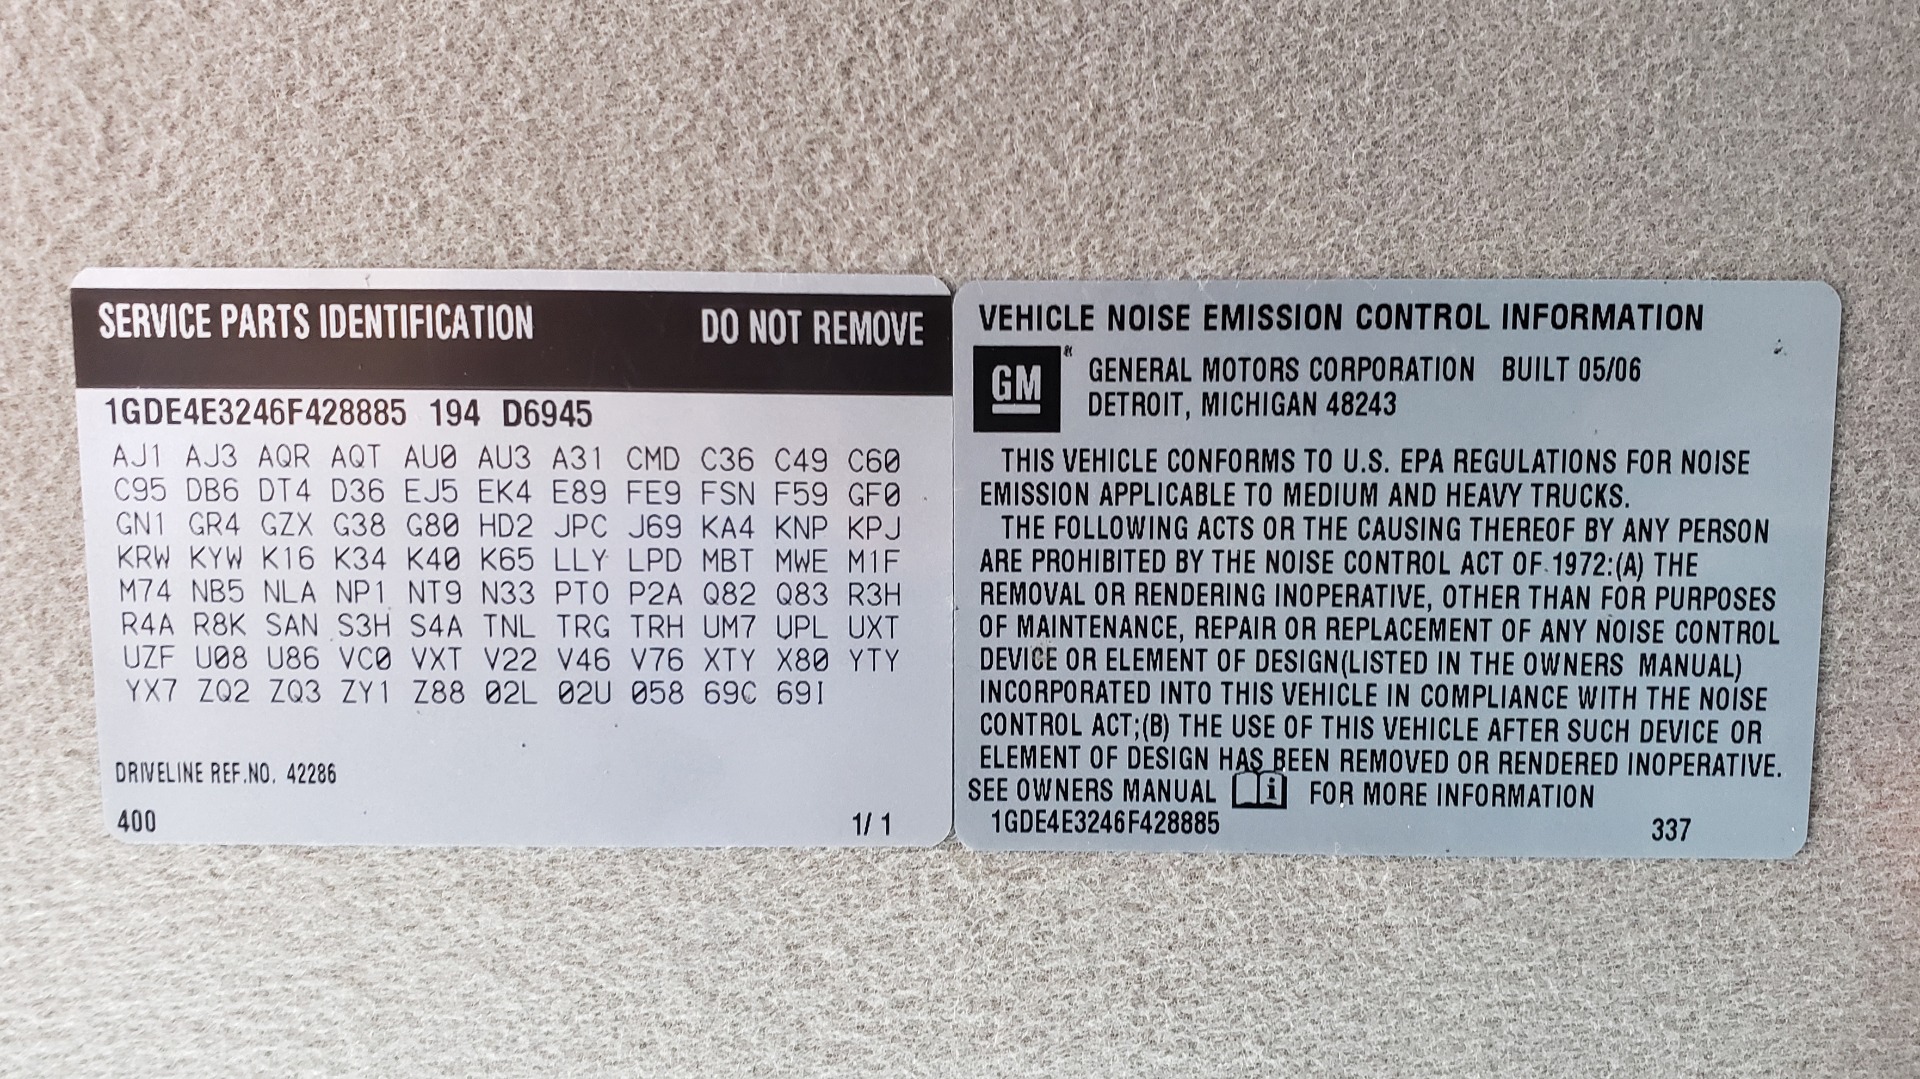 SERVICE PARTS IDENTIFICATION DO NOT REMOVE
1GDE4E3246F428885 194 D6945
AJ1 AJ3 AQR AQT AU0 AU3 A31 CMD C36 C49 C60
C95 DB6 DT4 D36 EJ5 EK4 E89 FE9 FSN F59 GF0
GN1 GR4 GZX G38 G80 HD2 JPC J69 KA4 KNP KPJ
KRW KYW K16 K34 K40 K65 LLY LPD MBT MWE M1F
M74 NB5 NLA NP1 NT9 N33 PTO P2A Q82 Q83 R3H
R4A R8K SAN S3H S4A TNL TRG TRH UM7 UPL UXT
UZF U08 U86 VC0 VXT V22 V46 V76 XTY X80 YTY
YX7 ZQ2 ZQ3 ZY1 Z88 02L 02U 058 69C 69I
DRIVELINE REF.NO. 42286
400 1/ 1
VEHICLE NOISE EMISSION CONTROL INFORMATION
GM
GENERAL MOTORS CORPORATION BUILT 05/06
DETROIT, MICHIGAN 48243
THIS VEHICLE CONFORMS TO U.S. EPA REGULATIONS FOR NOISE
EMISSION APPLICABLE TO MEDIUM AND HEAVY TRUCKS.
THE FOLLOWING ACTS OR THE CAUSING THEREOF BY ANY PERSON
ARE PROHIBITED BY THE NOISE CONTROL ACT OF 1972:(A) THE
REMOVAL OR RENDERING INOPERATIVE, OTHER THAN FOR PURPOSES
OF MAINTENANCE, REPAIR OR REPLACEMENT OF ANY NOISE CONTROL
DEVICE OR ELEMENT OF DESIGN(LISTED IN THE OWNERS MANUAL)
INCORPORATED INTO THIS VEHICLE IN COMPLIANCE WITH THE NOISE
CONTROL ACT;(B) THE USE OF THIS VEHICLE AFTER SUCH DEVICE OR
ELEMENT OF DESIGN HAS BEEN REMOVED OR RENDERED INOPERATIVE.
SEE OWNERS MANUAL i FOR MORE INFORMATION
1GDE4E3246F428885 337